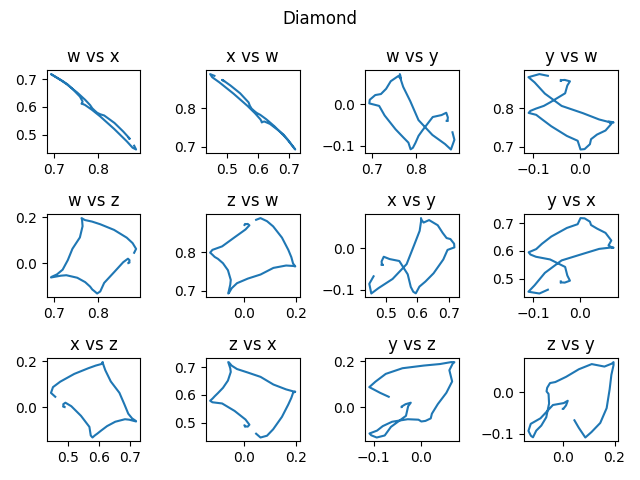 Diamond
w vs x
x vs w
w vs y
y vs w
0.7
0.6
0.5
0.7 0.8
0.8
0.7
0.5 0.6 0.7
0.0
−0.1
0.7 0.8
0.8
0.7
−0.1 0.0
w vs z
z vs w
x vs y
y vs x
0.2
0.0
0.7 0.8
0.8
0.7
0.0 0.2
0.0
−0.1
0.5 0.6 0.7
0.7
0.6
0.5
−0.1 0.0
x vs z
z vs x
y vs z
z vs y
0.2
0.0
0.5 0.6 0.7
0.7
0.6
0.5
0.0 0.2
0.2
0.0
−0.1 0.0
0.0
−0.1
0.0 0.2